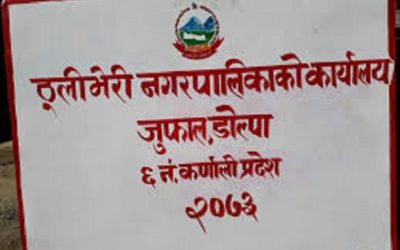 ठूलीभेरी नगरपालिकाको कार्यालय
जुफाल, डोल्पा
६ नं. कर्णाली प्रदेश
२०७३